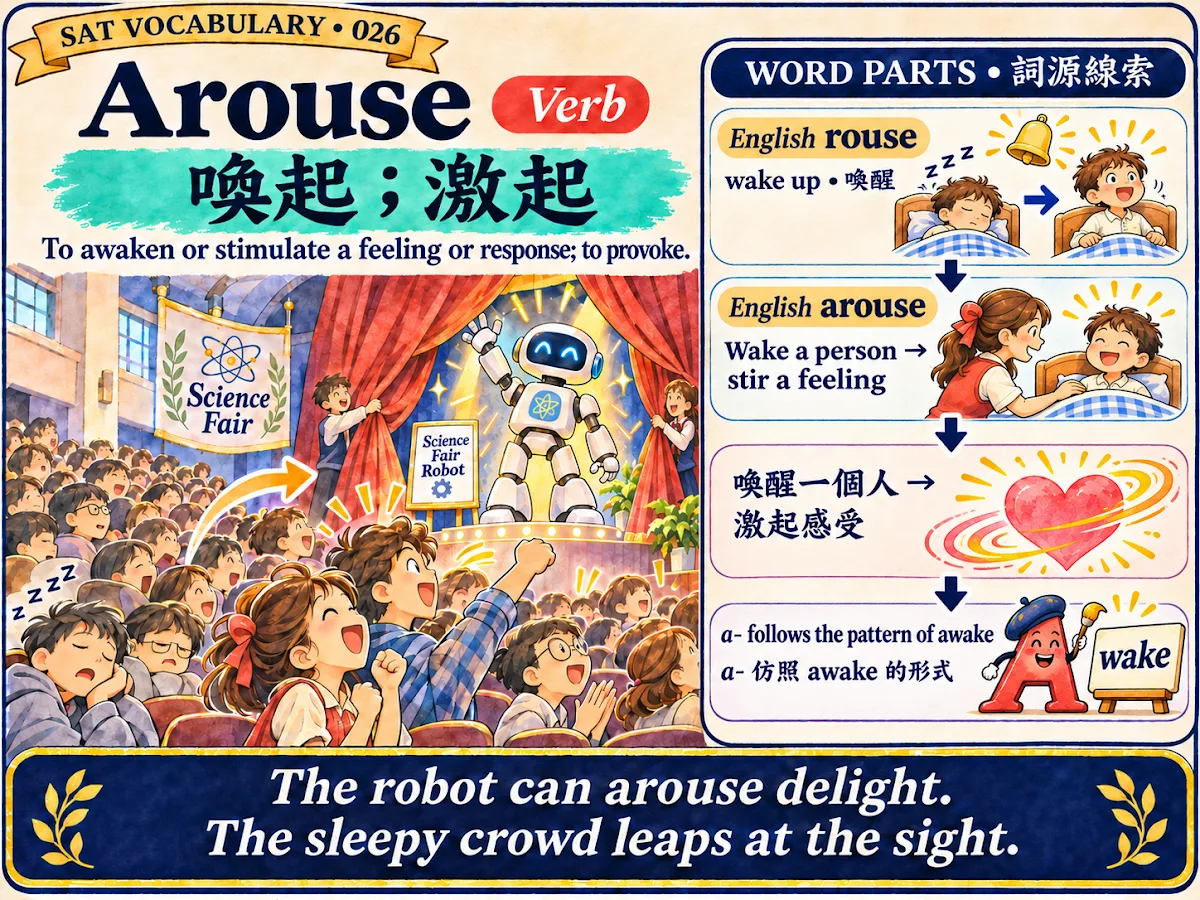 SAT VOCABULARY • 026
Arouse
Verb
喚起；激起
To awaken or stimulate a feeling or response; to provoke.
Science
Fair
Science
Fair
Robot
zzzz
WORD PARTS • 詞源線索
English rouse
wake up • 喚醒
zzz
English arouse
Wake a person →
stir a feeling
喚醒一個人 →
激起感受
a- follows the pattern of awake
a- 仿照 awake 的形式
wake
The robot can arouse delight.
The sleepy crowd leaps at the sight.